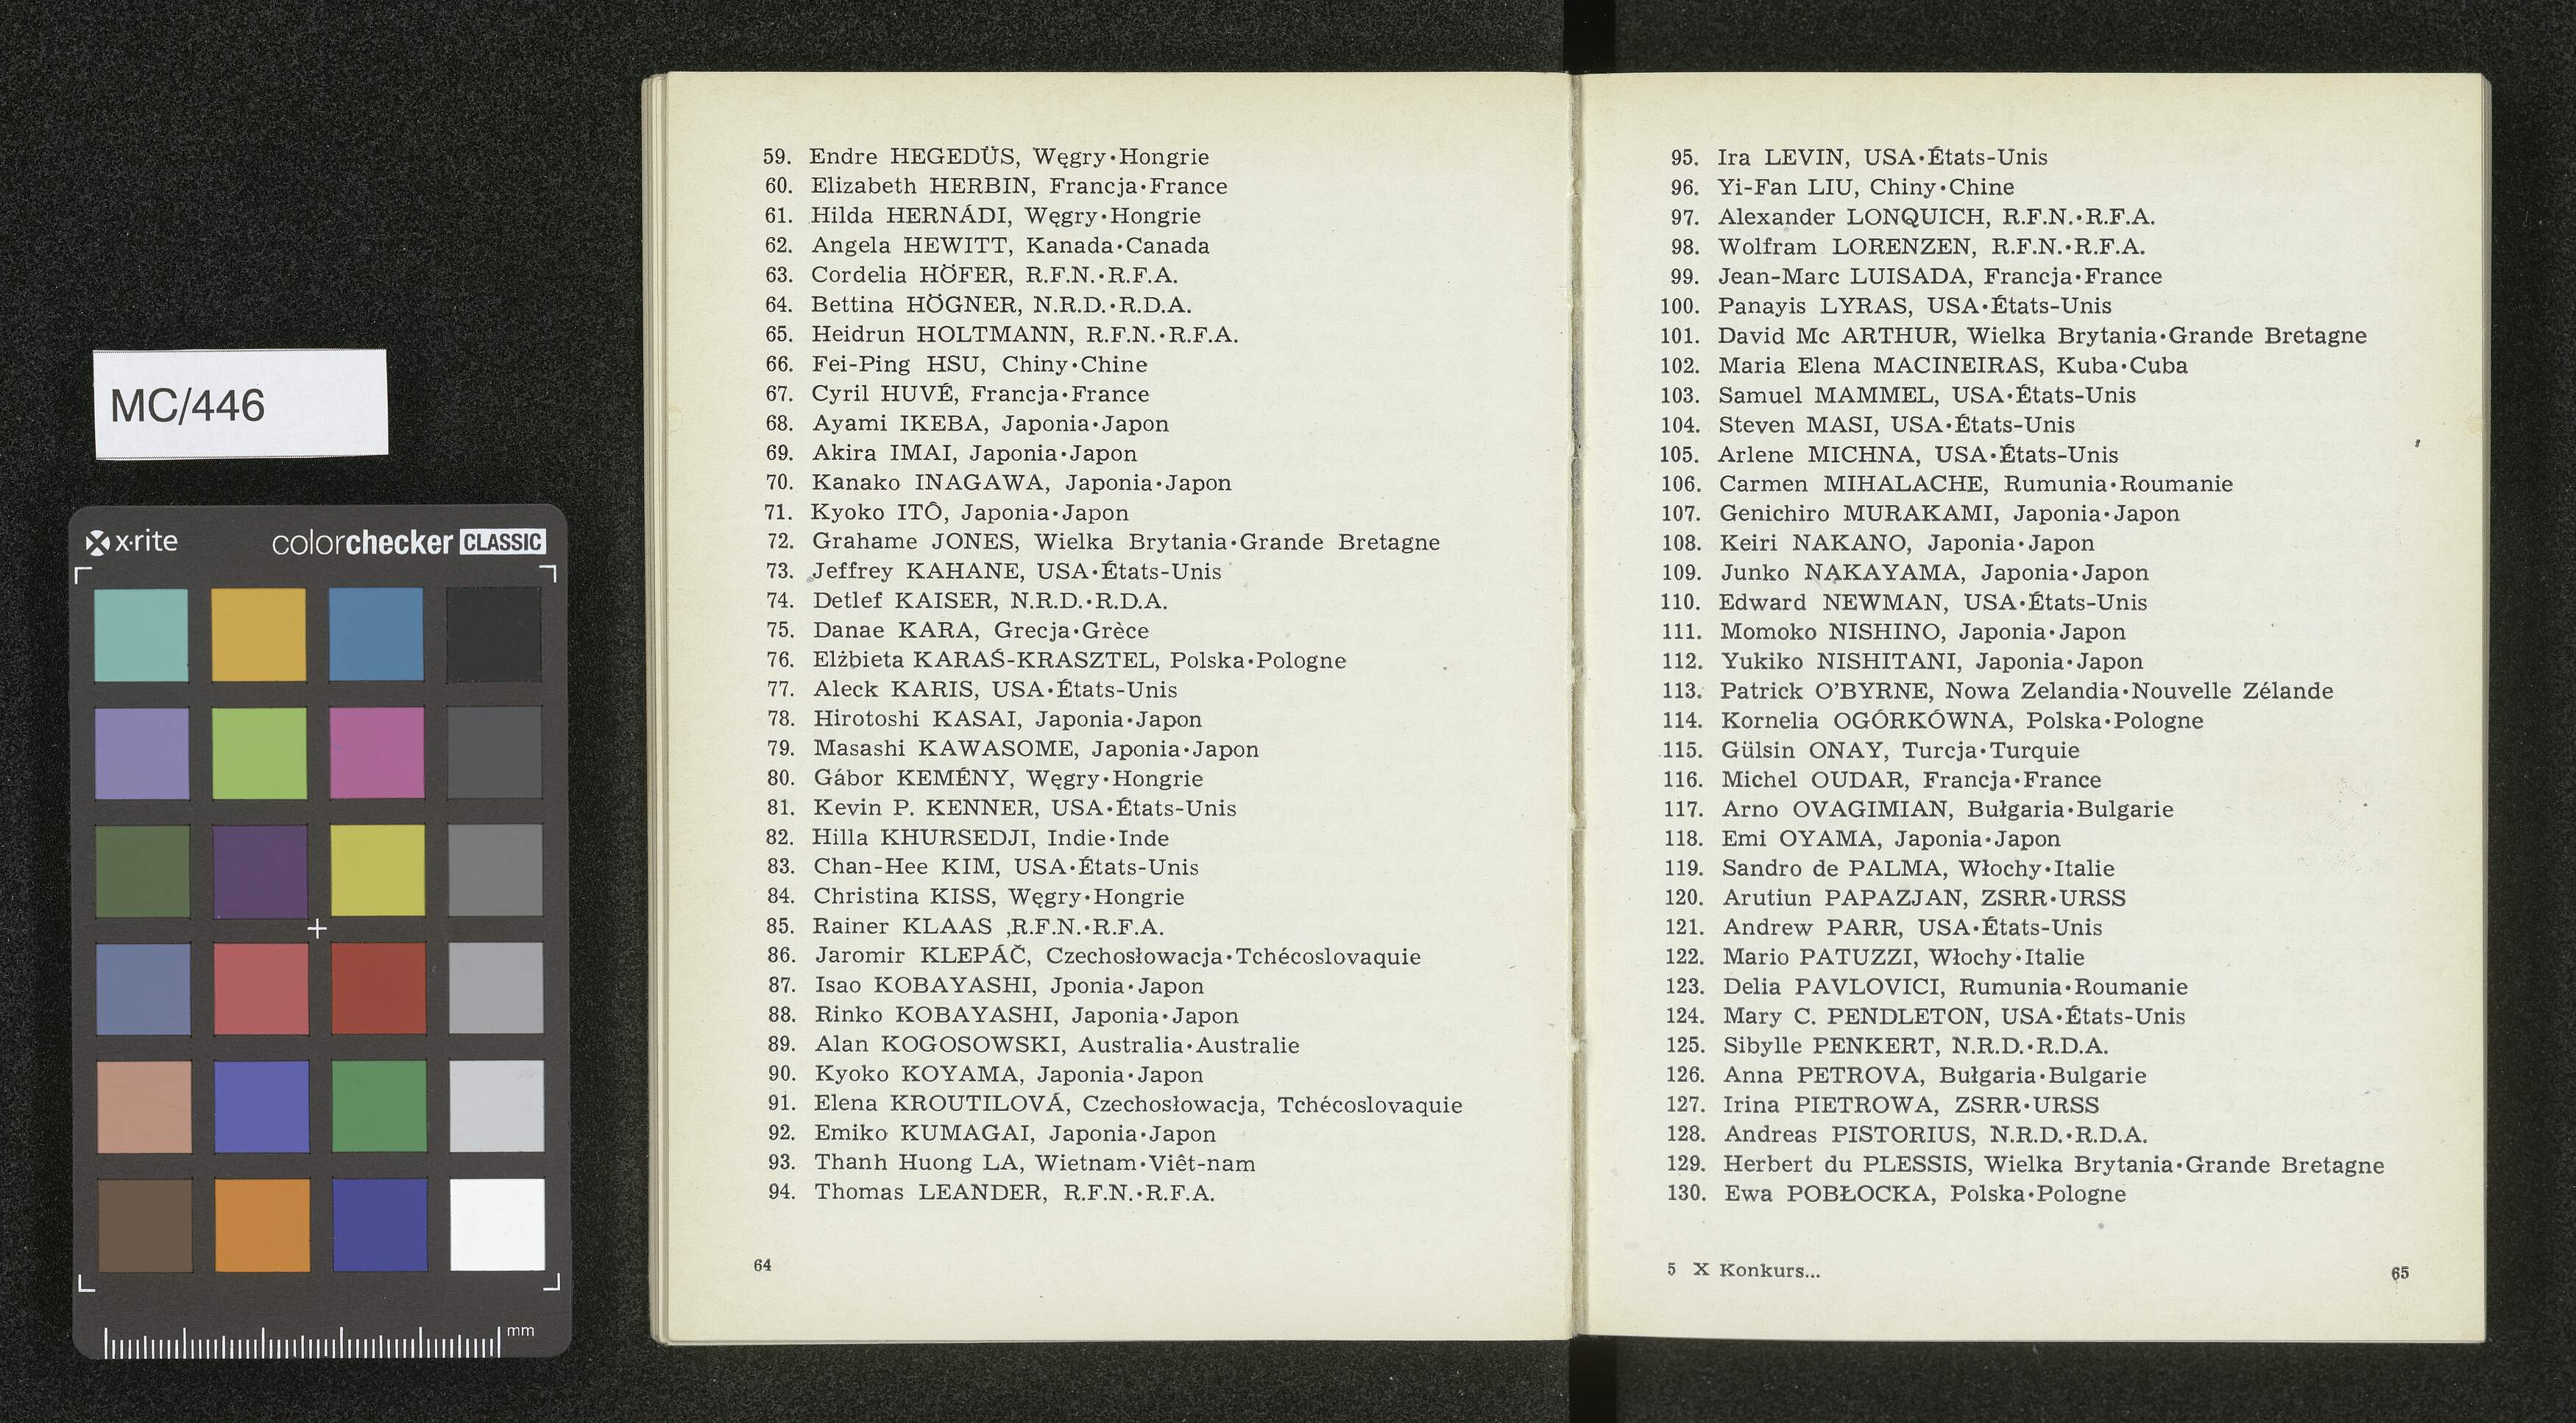 MC/446
x·rite
colorchecker CLASSIC
mm
59. Endre HEGEDÜS, Węgry·Hongrie
60. Elizabeth HERBIN, Francja·France
61. Hilda HERNÁDI, Węgry·Hongrie
62. Angela HEWITT, Kanada·Canada
63. Cordelia HÖFER, R.F.N.·R.F.A.
64. Bettina HÖGNER, N.R.D.·R.D.A.
65. Heidrun HOLTMANN, R.F.N.·R.F.A.
66. Fei-Ping HSU, Chiny·Chine
67. Cyril HUVÉ, Francja·France
68. Ayami IKEBA, Japonia·Japon
69. Akira IMAI, Japonia·Japon
70. Kanako INAGAWA, Japonia·Japon
71. Kyoko ITÔ, Japonia·Japon
72. Grahame JONES, Wielka Brytania·Grande Bretagne
73. Jeffrey KAHANE, USA·États-Unis
74. Detlef KAISER, N.R.D.·R.D.A.
75. Danae KARA, Grecja·Grèce
76. Elżbieta KARAŚ-KRASZTEL, Polska·Pologne
77. Aleck KARIS, USA·États-Unis
78. Hirotoshi KASAI, Japonia·Japon
79. Masashi KAWASOME, Japonia·Japon
80. Gábor KEMÉNY, Węgry·Hongrie
81. Kevin P. KENNER, USA·États-Unis
82. Hilla KHURSEDJI, Indie·Inde
83. Chan-Hee KIM, USA·États-Unis
84. Christina KISS, Węgry·Hongrie
85. Rainer KLAAS ,R.F.N.·R.F.A.
86. Jaromir KLEPÁČ, Czechosłowacja·Tchécoslovaquie
87. Isao KOBAYASHI, Jponia·Japon
88. Rinko KOBAYASHI, Japonia·Japon
89. Alan KOGOSOWSKI, Australia·Australie
90. Kyoko KOYAMA, Japonia·Japon
91. Elena KROUTILOVÁ, Czechosłowacja, Tchécoslovaquie
92. Emiko KUMAGAI, Japonia·Japon
93. Thanh Huong LA, Wietnam·Viêt-nam
94. Thomas LEANDER, R.F.N.·R.F.A.
64
95. Ira LEVIN, USA·États-Unis
96. Yi-Fan LIU, Chiny·Chine
97. Alexander LONQUICH, R.F.N.·R.F.A.
98. Wolfram LORENZEN, R.F.N.·R.F.A.
99. Jean-Marc LUISADA, Francja·France
100. Panayis LYRAS, USA·États-Unis
101. David Mc ARTHUR, Wielka Brytania·Grande Bretagne
102. Maria Elena MACINEIRAS, Kuba·Cuba
103. Samuel MAMMEL, USA·États-Unis
104. Steven MASI, USA·États-Unis
105. Arlene MICHNA, USA·États-Unis
106. Carmen MIHALACHE, Rumunia·Roumanie
107. Genichiro MURAKAMI, Japonia·Japon
108. Keiri NAKANO, Japonia·Japon
109. Junko NAKAYAMA, Japonia·Japon
110. Edward NEWMAN, USA·États-Unis
111. Momoko NISHINO, Japonia·Japon
112. Yukiko NISHITANI, Japonia·Japon
113. Patrick O'BYRNE, Nowa Zelandia·Nouvelle Zélande
114. Kornelia OGÓRKÓWNA, Polska·Pologne
115. Gülsin ONAY, Turcja·Turquie
116. Michel OUDAR, Francja·France
117. Arno OVAGIMIAN, Bułgaria·Bulgarie
118. Emi OYAMA, Japonia·Japon
119. Sandro de PALMA, Włochy·Italie
120. Arutiun PAPAZJAN, ZSRR·URSS
121. Andrew PARR, USA·États-Unis
122. Mario PATUZZI, Włochy·Italie
123. Delia PAVLOVICI, Rumunia·Roumanie
124. Mary C. PENDLETON, USA·États-Unis
125. Sibylle PENKERT, N.R.D.·R.D.A.
126. Anna PETROVA, Bułgaria·Bulgarie
127. Irina PIETROWA, ZSRR·URSS
128. Andreas PISTORIUS, N.R.D.·R.D.A.
129. Herbert du PLESSIS, Wielka Brytania·Grande Bretagne
130. Ewa POBŁOCKA, Polska·Pologne
5 X Konkurs...
65